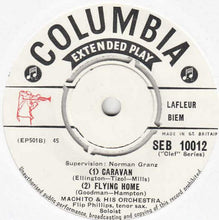 COLUMBIA
EXTENDED PLAY
LAFLEUR
BIEM
(EP501B) 45
MADE IN GT. BRITAIN
SEB 10012
("Clef" Series)
Supervision: Norman Granz
(1) CARAVAN
(Ellington-Tizol-Mills)
(2) FLYING HOME
(Goodman-Hampton)
MACHITO & HIS ORCHESTRA
Flip Phillips, tenor sax.
Soloist